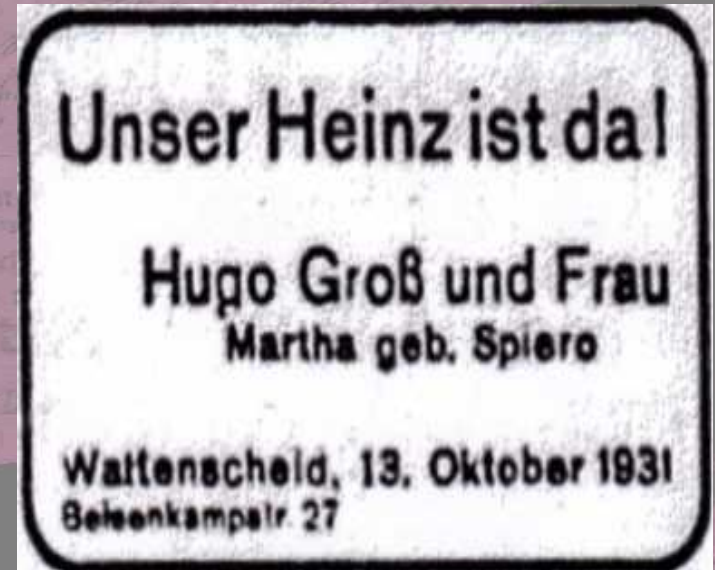 Unser Heinz ist da!
Hugo Groß und Frau
Martha geb. Spiero
Wattenscheid, 13. Oktober 1931
Beisenkampstr. 27